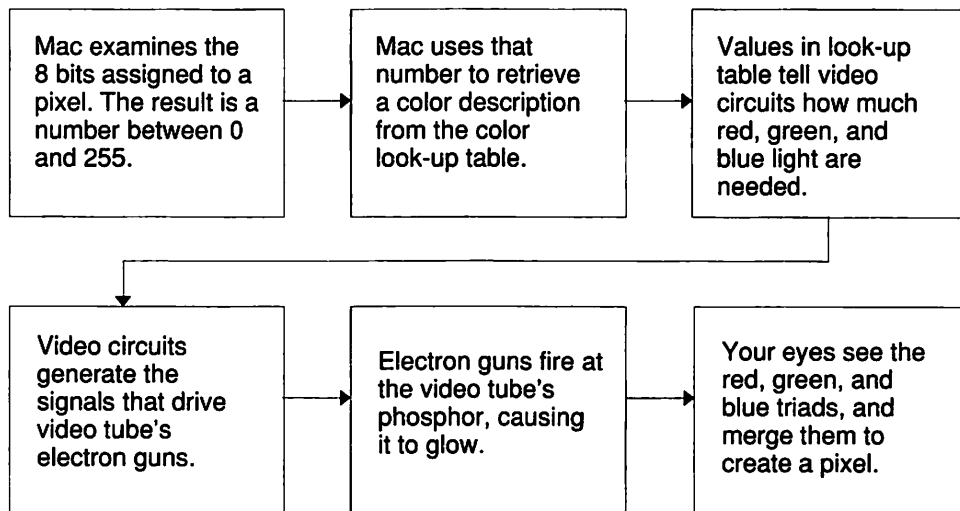 Mac examines the
8 bits assigned to a
pixel. The result is a
number between 0
and 255.
Mac uses that
number to retrieve
a color description
from the color
look-up table.
Values in look-up
table tell video
circuits how much
red, green, and
blue light are
needed.
Video circuits
generate the
signals that drive
video tube's
electron guns.
Electron guns fire at
the video tube's
phosphor, causing
it to glow.
Your eyes see the
red, green, and
blue triads, and
merge them to
create a pixel.